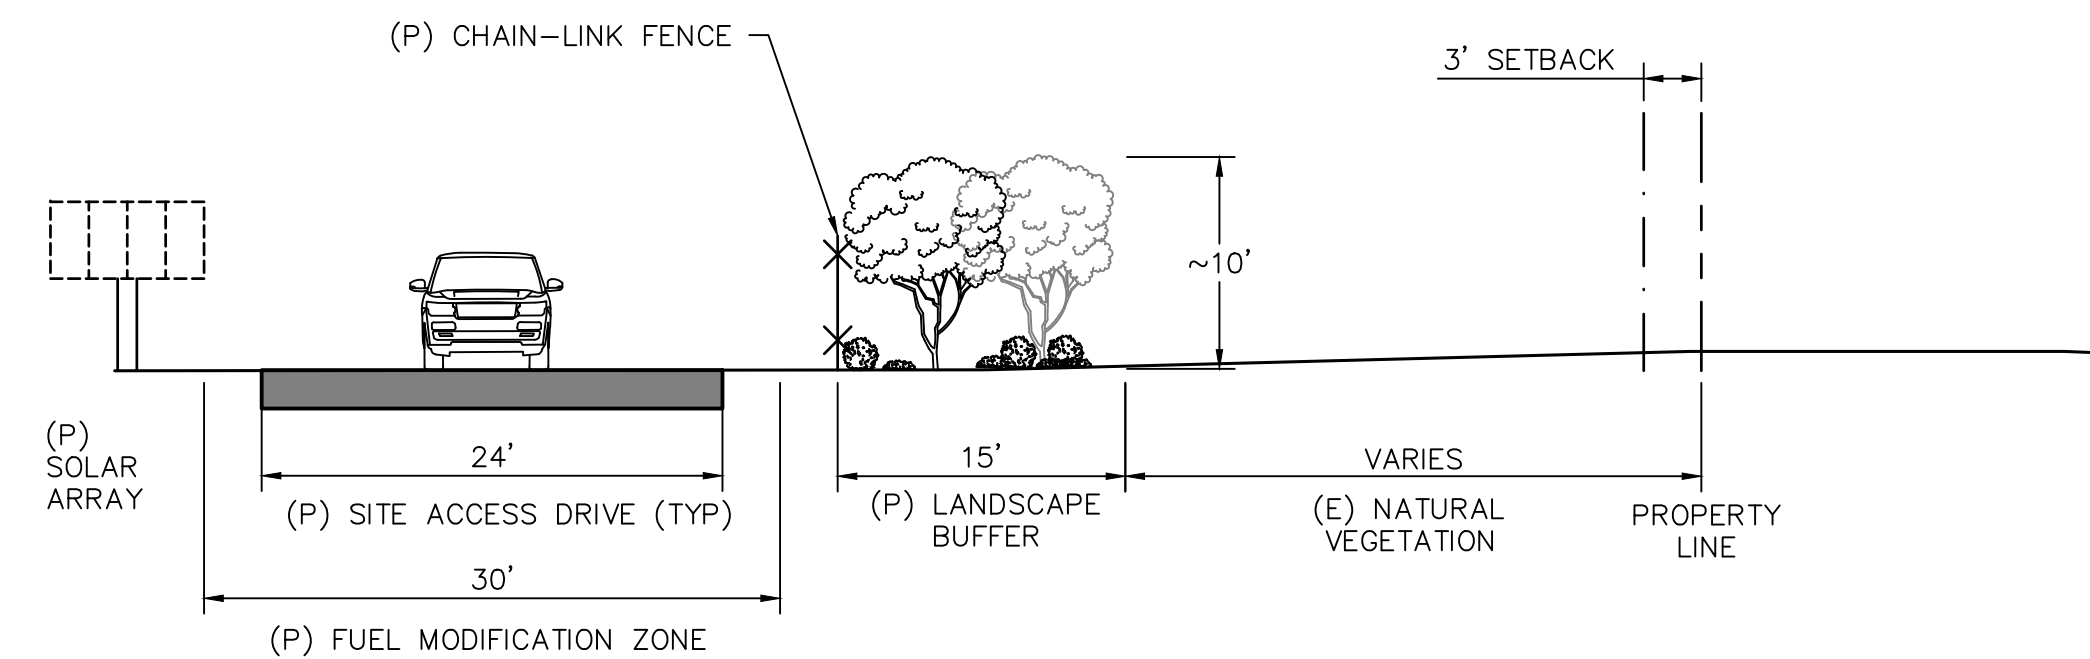 (P) CHAIN-LINK FENCE
3' SETBACK
~10'
(P)
SOLAR
ARRAY
24'
(P) SITE ACCESS DRIVE (TYP)
15'
(P) LANDSCAPE
BUFFER
VARIES
(E) NATURAL
VEGETATION
PROPERTY
LINE
30'
(P) FUEL MODIFICATION ZONE